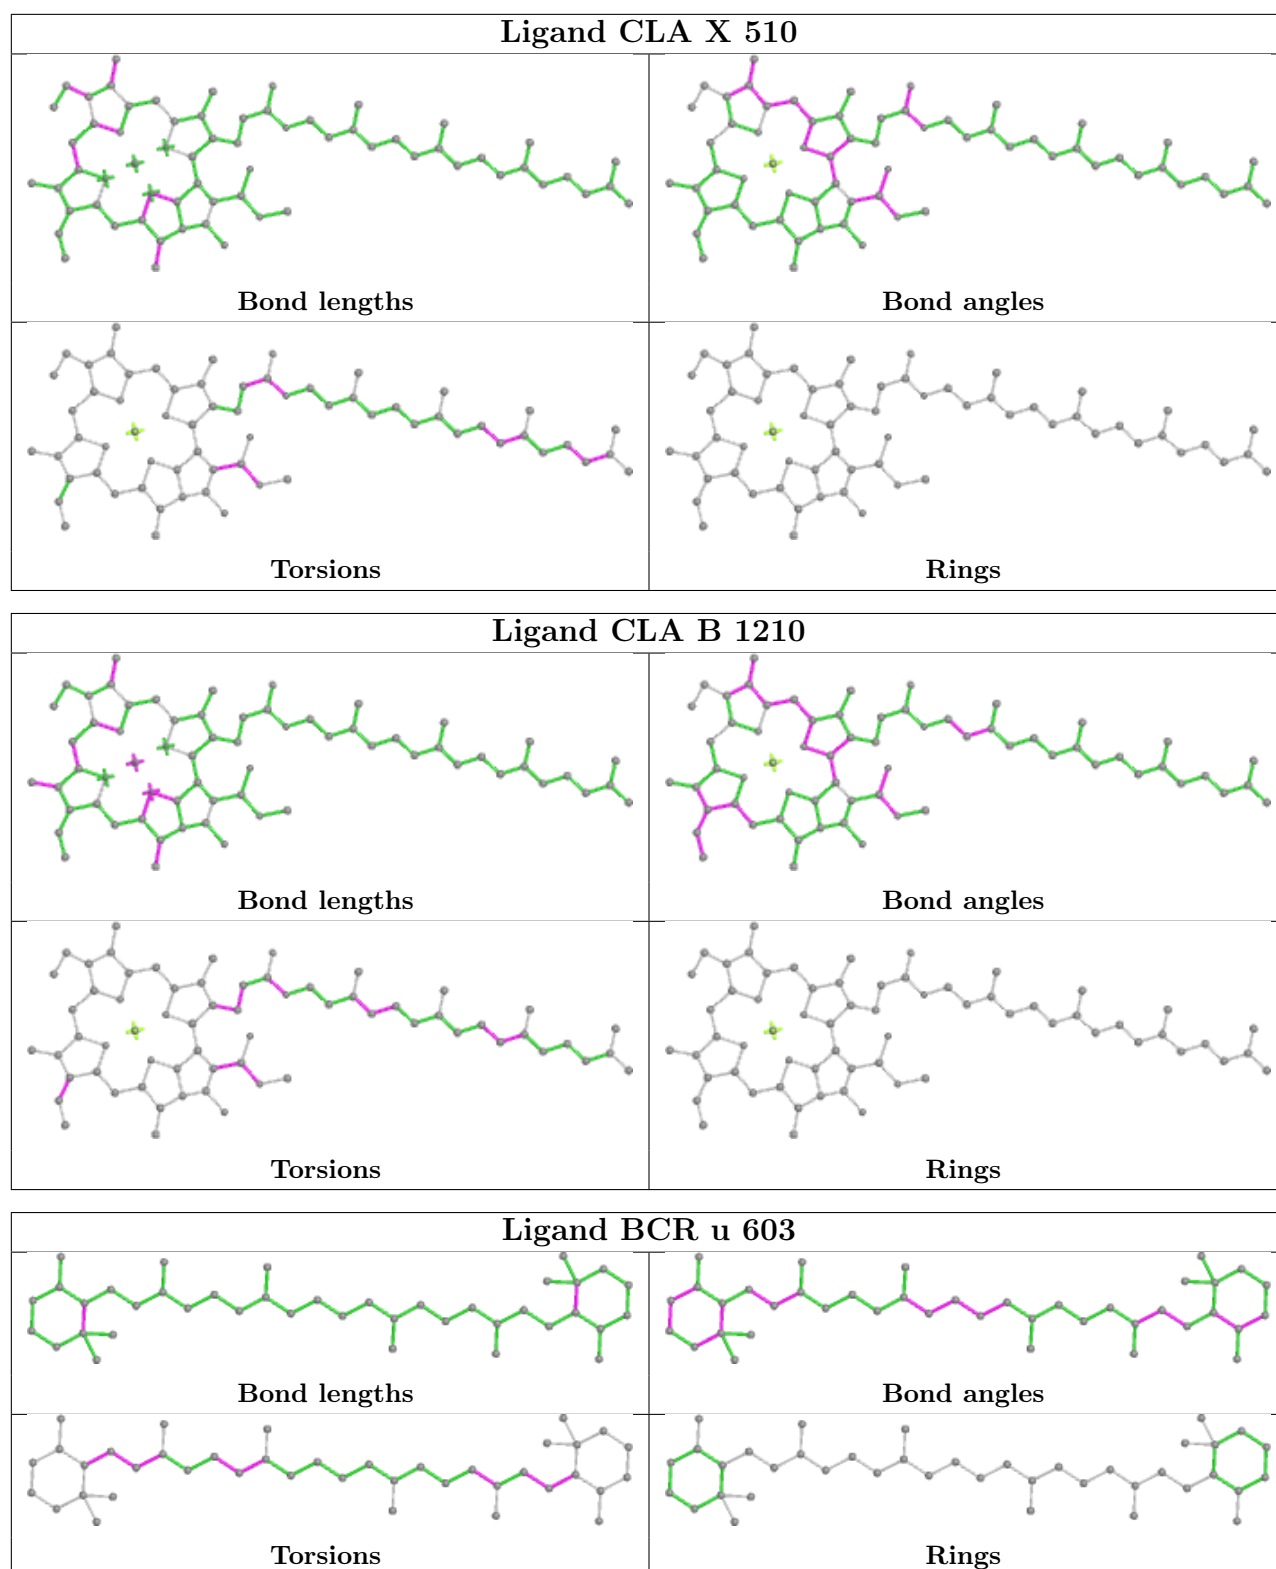 Ligand CLA X 510
Bond lengths
Bond angles
Torsions
Rings
Ligand CLA B 1210
Bond lengths
Bond angles
Torsions
Rings
Ligand BCR u 603
Bond lengths
Bond angles
Torsions
Rings